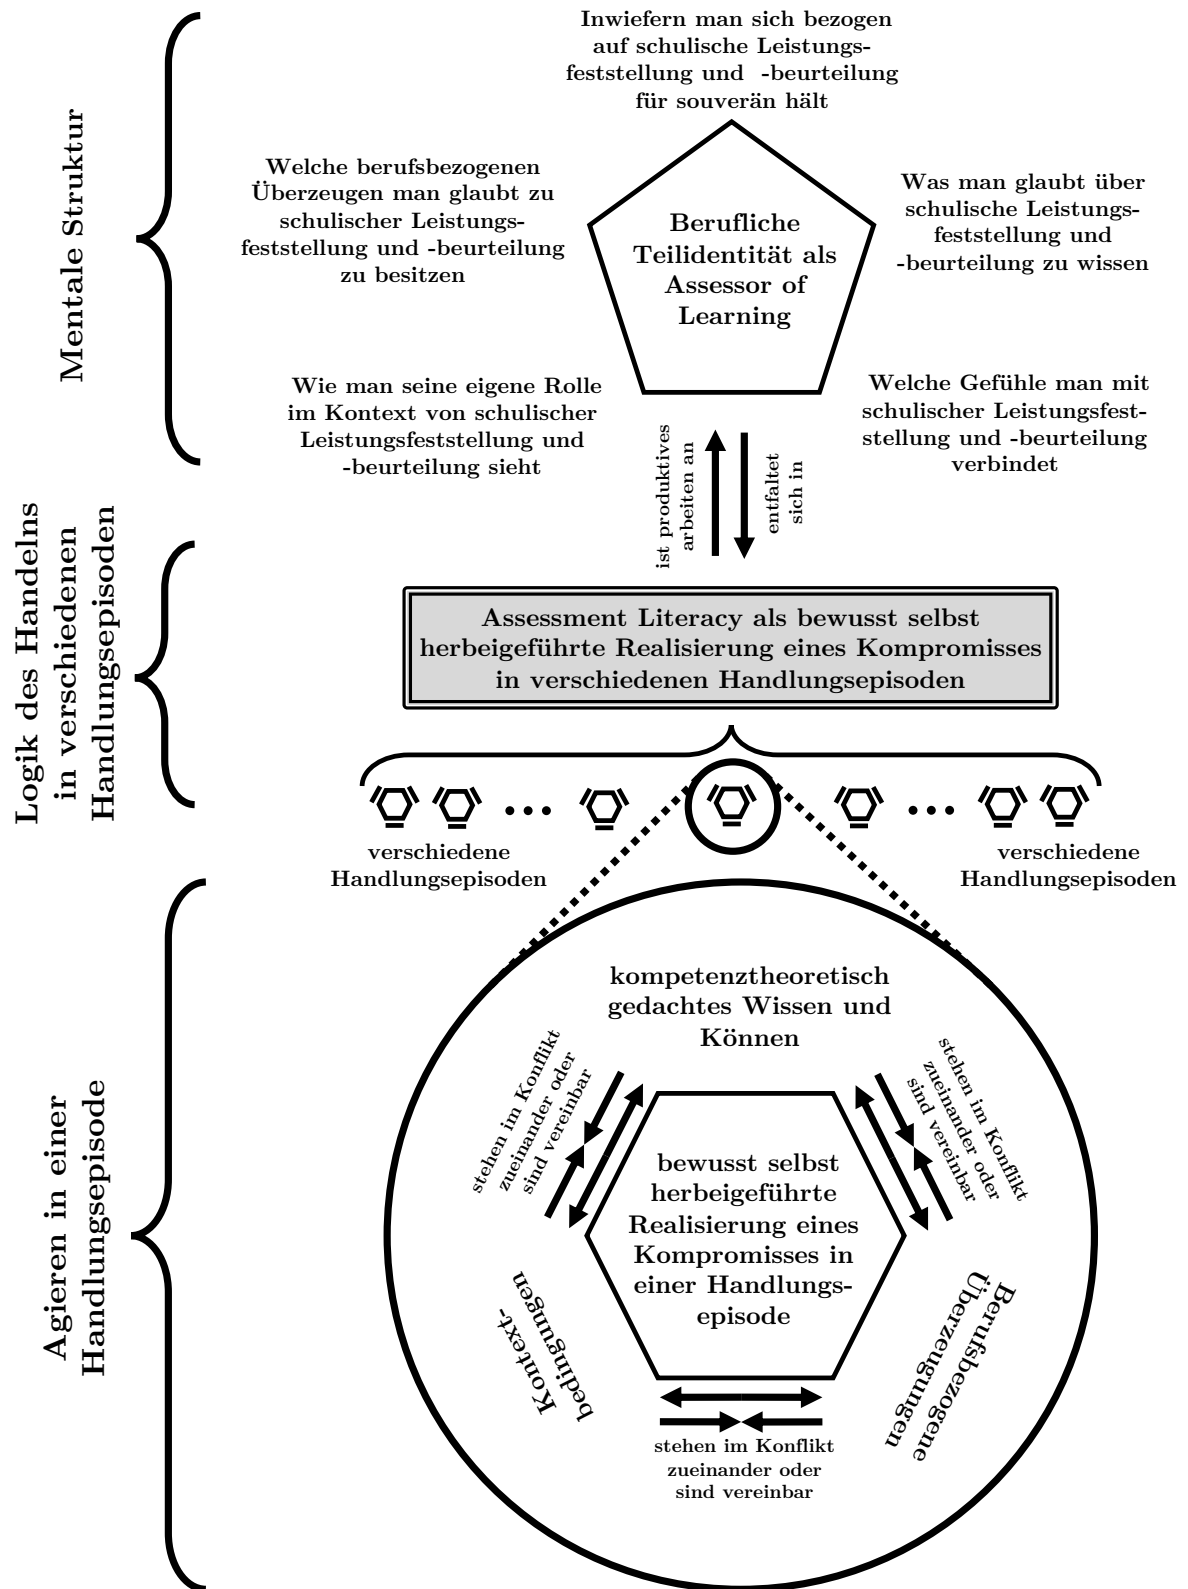 Mentale Struktur
Inwiefern man sich bezogen
auf schulische Leistungs-
feststellung und -beurteilung
für souverän hält
Welche berufsbezogenen
Überzeugen man glaubt zu
schulischer Leistungs-
feststellung und -beurteilung
zu besitzen
Was man glaubt über
schulische Leistungs-
feststellung und
-beurteilung zu wissen
Berufliche
Teilidentität als
Assessor of
Learning
Wie man seine eigene Rolle
im Kontext von schulischer
Leistungsfeststellung und
-beurteilung sieht
Welche Gefühle man mit
schulischer Leistungsfest-
stellung und -beurteilung
verbindet
ist produktives
arbeiten an
entfaltet
sich in
Logik des Handelns
in verschiedenen
Handlungsepisoden
Assessment Literacy als bewusst selbst
herbeigeführte Realisierung eines Kompromisses
in verschiedenen Handlungsepisoden
verschiedene
Handlungsepisoden
verschiedene
Handlungsepisoden
Agieren in einer
Handlungsepisode
kompetenztheoretisch
gedachtes Wissen und
Können
stehen im Konflikt
zueinander oder
sind vereinbar
stehen im Konflikt
zueinander oder
sind vereinbar
bewusst selbst
herbeigeführte
Realisierung eines
Kompromisses in
einer Handlungs-
episode
Kontext-
bedingungen
Berufsbezogene
Überzeugungen
stehen im Konflikt
zueinander oder
sind vereinbar